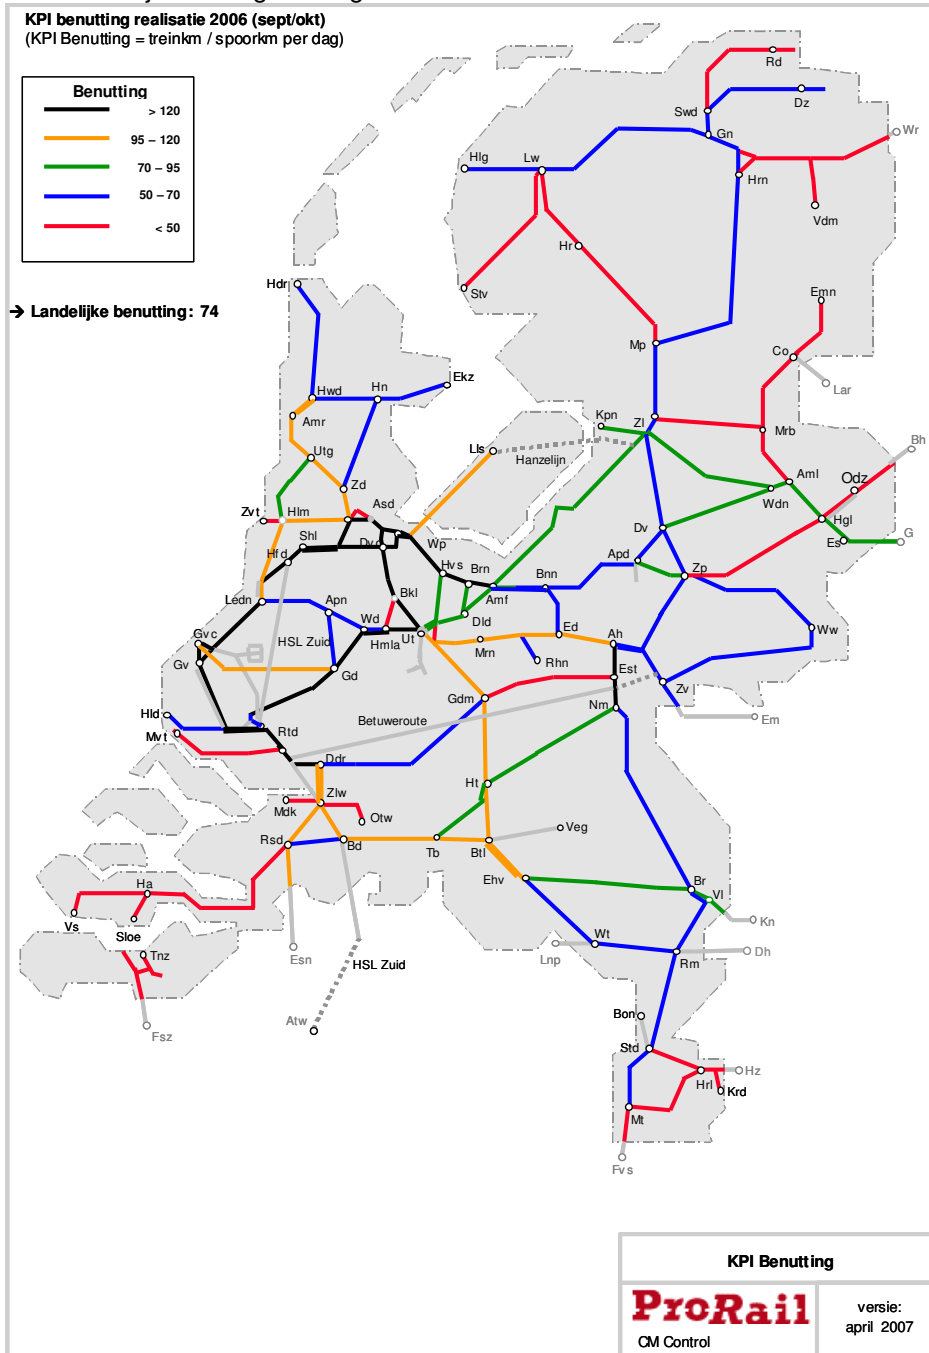 KPI benutting realisatie 2006 (sept/okt)
(KPI Benutting = treinkm / spoorkm per dag)
Benutting
> 120
95 – 120
70 – 95
50 – 70
< 50
→ Landelijke benutting: 74
Rd
Dz
Swd
Gn
Wr
Hlg
Lw
Hrn
Vdm
Hr
Stv
Hdr
Emn
Mp
Co
Lar
Ekz
Hwd
Hn
Amr
Kpn
Zl
Mrb
Bh
Utg
Lls
Hanzelijn
Aml
Odz
Zd
Wdn
Asd
Zvt
Hlm
Hgl
Shl
Wp
Dv
Es
G
Hfd
Hvs
Brn
Apd
Zp
Bnn
Ledn
Apn
Bkl
Amf
Dld
Wd
Ut
Ed
Ww
Gvc
HSL Zuid
Hmla
Mrn
Ah
Gv
Gd
Rhn
Est
Zv
Gdm
Nm
Hld
Betuweroute
Em
Mvt
Rtd
Ddr
Ht
Zlw
Mdk
Otw
Veg
Rsd
Bd
Tb
Btl
Ehv
Br
Vl
Ha
Kn
Vs
Sloe
Wt
Tnz
Esn
HSL Zuid
Lnp
Rm
Dh
Bon
Atw
Fsz
Std
Hz
Hrl
Krd
Mt
Fvs
KPI Benutting
ProRail
CM Control
versie:
april 2007